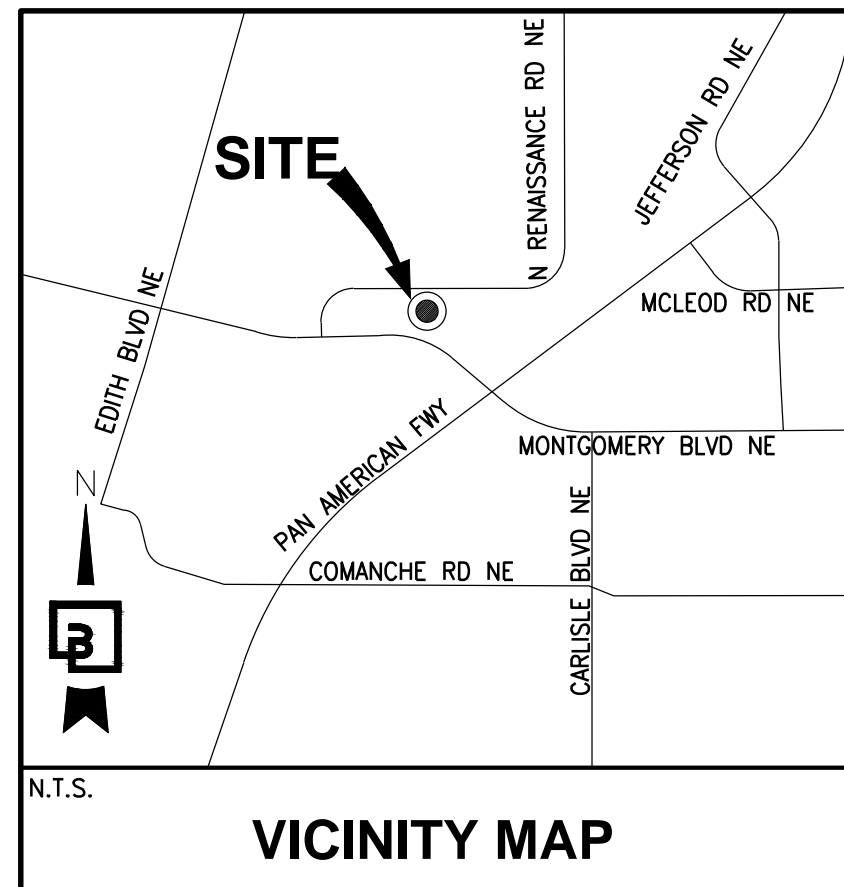 N RENAISSANCE RD NE
JEFFERSON RD NE
SITE
EDITH BLVD NE
MCLEOD RD NE
PAN AMERICAN FWY
MONTGOMERY BLVD NE
N
COMANCHE RD NE
CARLISLE BLVD NE
B
N.T.S.
VICINITY MAP